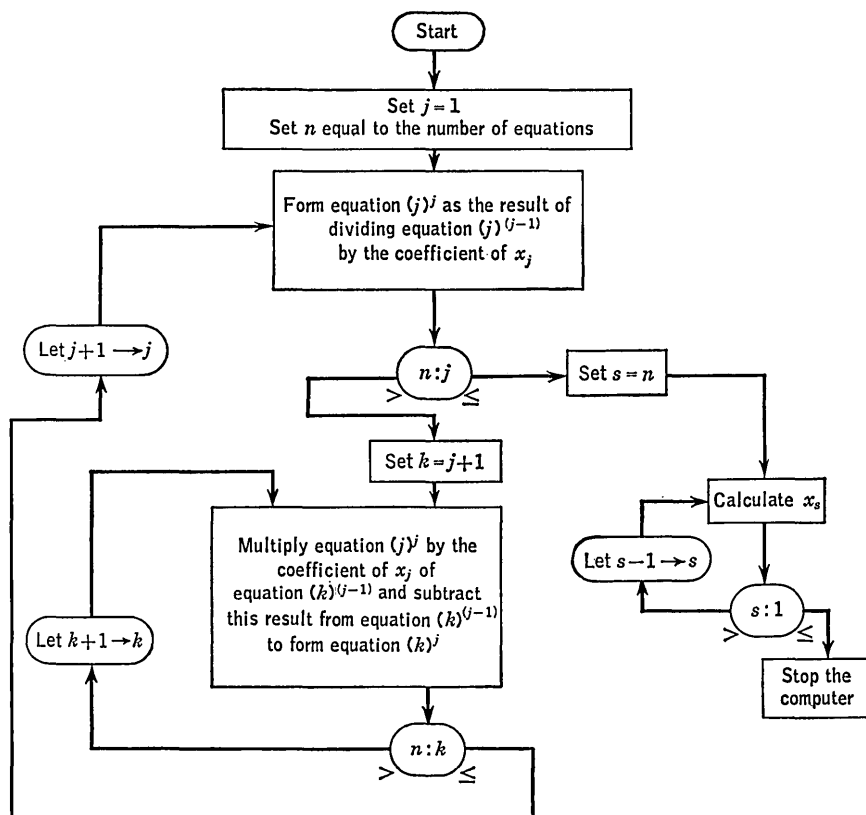 Start
Set j = 1
Set n equal to the number of equations
Form equation (j)^j as the result of
dividing equation (j)^(j−1)
by the coefficient of x_j
Let j+1 → j
n : j
>
≤
Set s = n
Set k = j+1
Calculate x_s
Multiply equation (j)^j by the
coefficient of x_j of
equation (k)^(j−1) and subtract
this result from equation (k)^(j−1)
to form equation (k)^j
Let s−1 → s
s : 1
>
≤
Let k+1 → k
Stop the
computer
n : k
>
≤